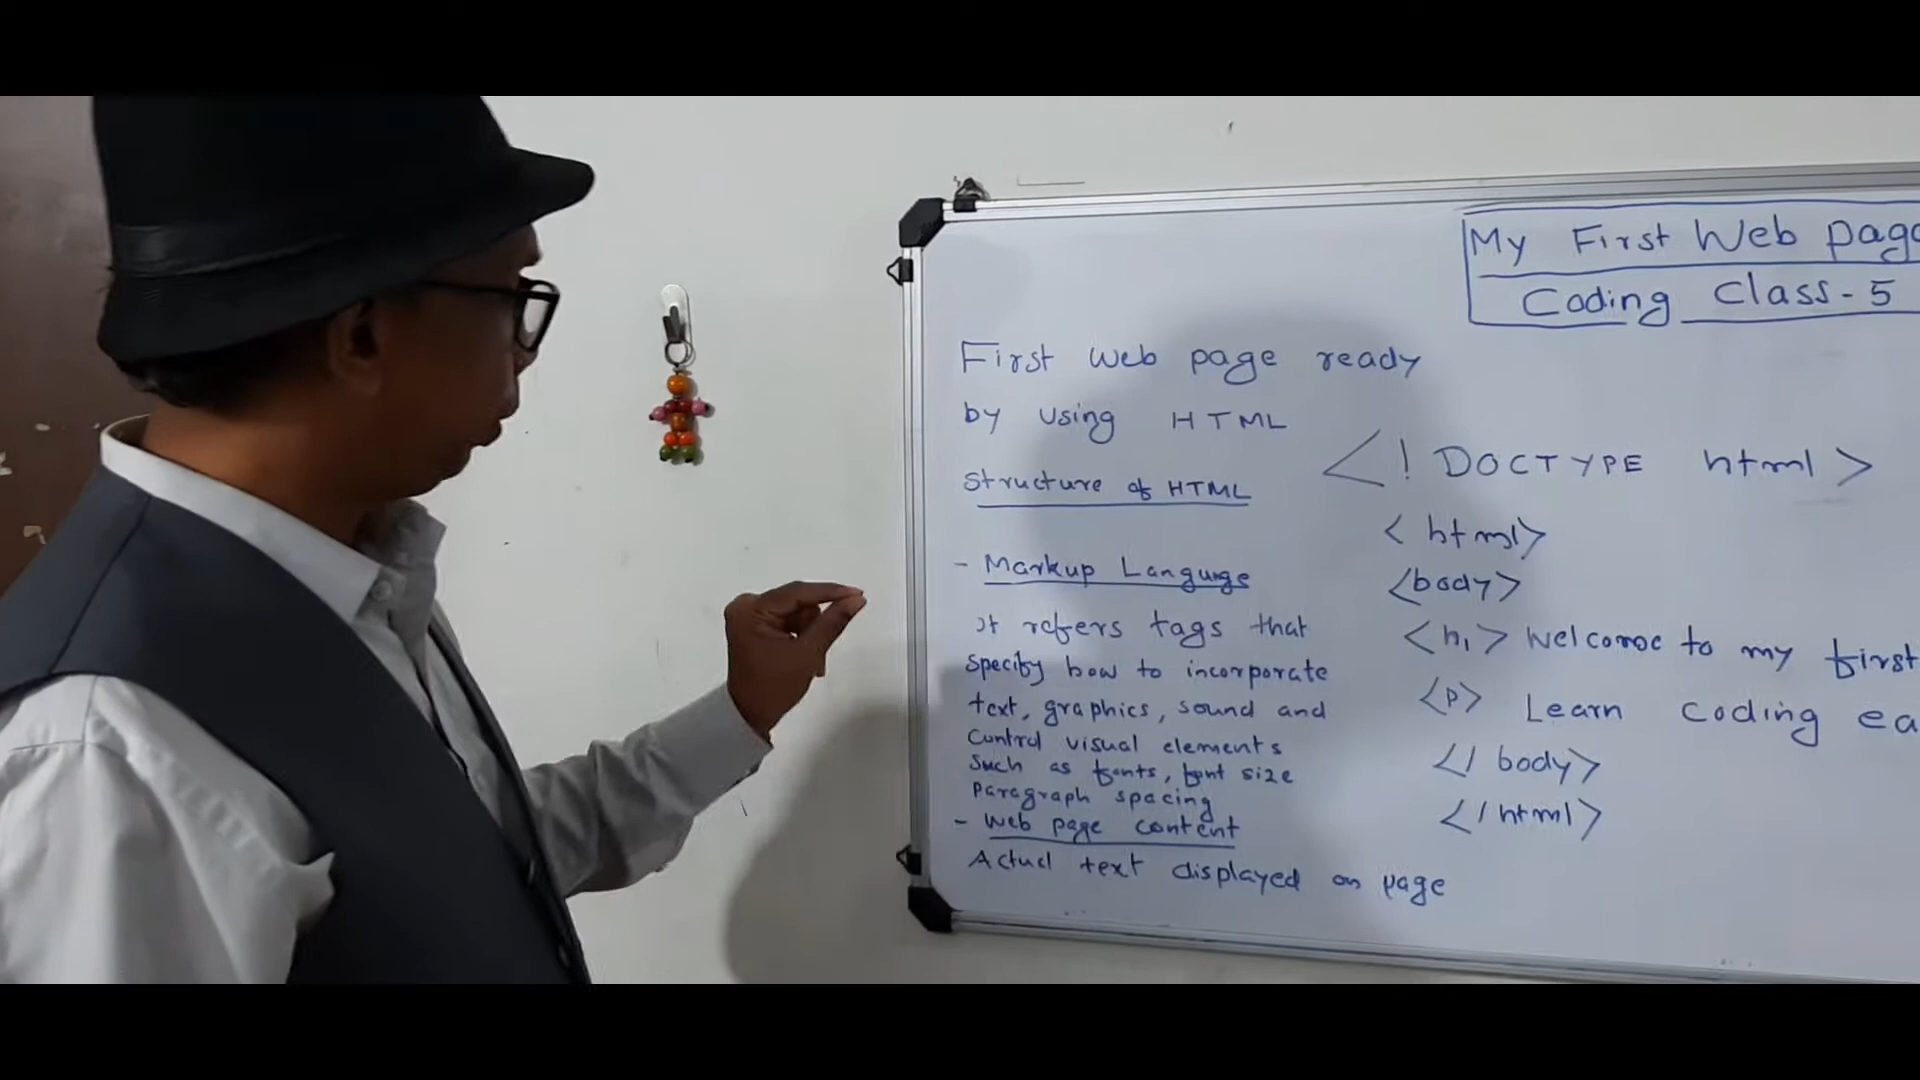 My First Web page
Coding Class-5
First web page ready
by using HTML
Structure of HTML
- Markup Language
It refers tags that
specify how to incorporate
text, graphics, sound and
control visual elements
such as fonts, font size
paragraph spacing
- Web page content
Actual text displayed on page
<! DOCTYPE html>
<html>
<body>
<h1> Welcome to my first
<p> Learn coding ea
</ body>
</html>